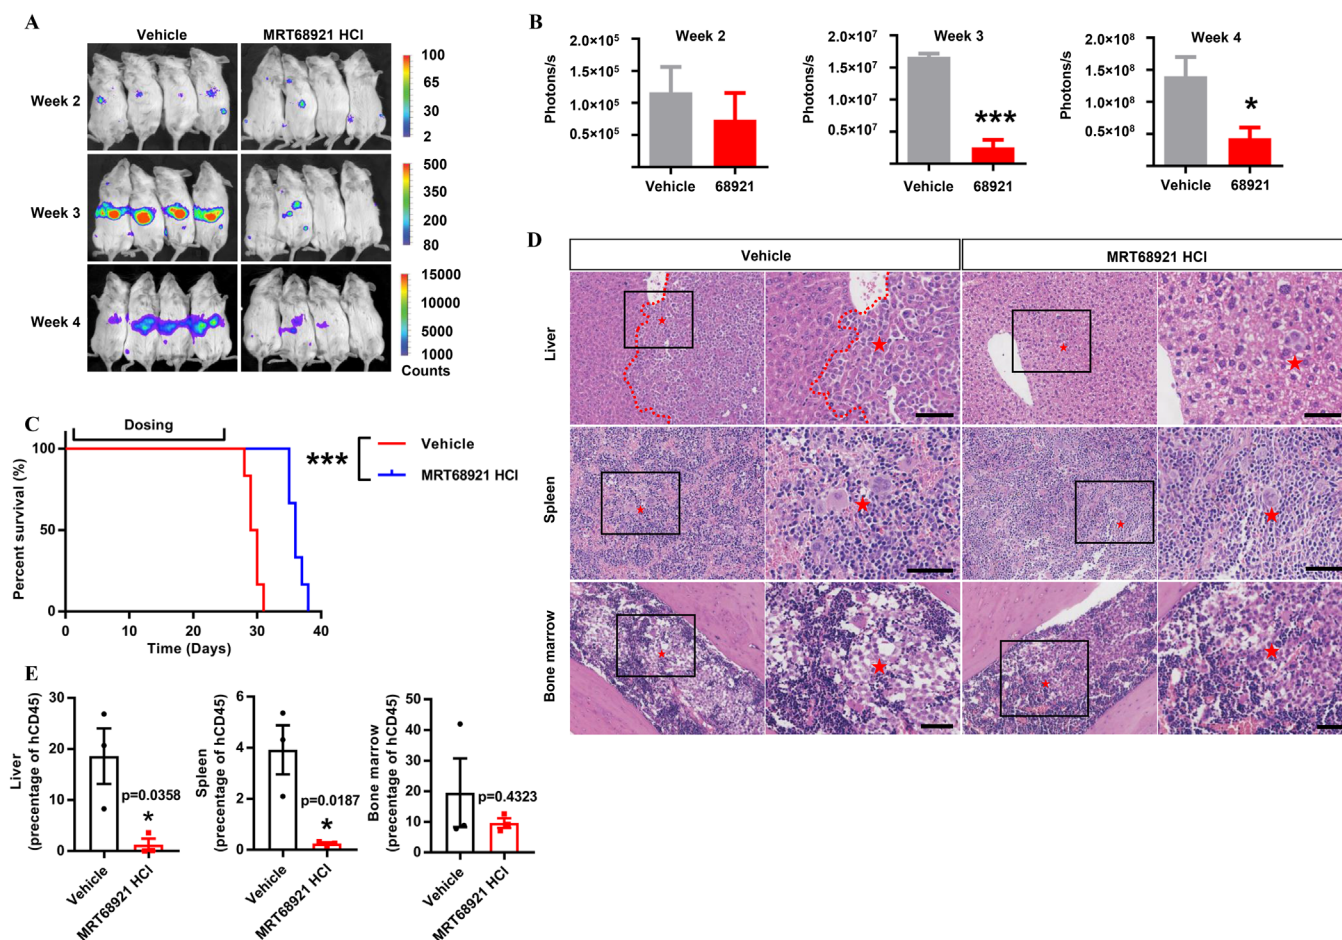 A
Vehicle
MRT68921 HCl
Week 2
100
65
30
2
Week 3
500
350
200
80
Week 4
15000
10000
5000
1000
Counts
B
Week 2
Photons/s
2.0×10⁵
1.5×10⁵
1.0×10⁵
0.5×10⁵
Vehicle
68921
Week 3
Photons/s
2.0×10⁷
1.5×10⁷
1.0×10⁷
0.5×10⁷
***
Vehicle
68921
Week 4
Photons/s
2.0×10⁸
1.5×10⁸
1.0×10⁸
0.5×10⁸
*
Vehicle
68921
C
Dosing
Percent survival (%)
100
50
0
0
10
20
30
40
Time (Days)
***
Vehicle
MRT68921 HCl
D
Vehicle
MRT68921 HCl
Liver
Spleen
Bone marrow
E
Liver
(precentage of hCD45)
30
20
10
0
p=0.0358
*
Vehicle
MRT68921 HCl
Spleen
(precentage of hCD45)
6
4
2
0
p=0.0187
*
Vehicle
MRT68921 HCl
Bone marrow
(precentage of hCD45)
50
40
30
20
10
0
p=0.4323
Vehicle
MRT68921 HCl